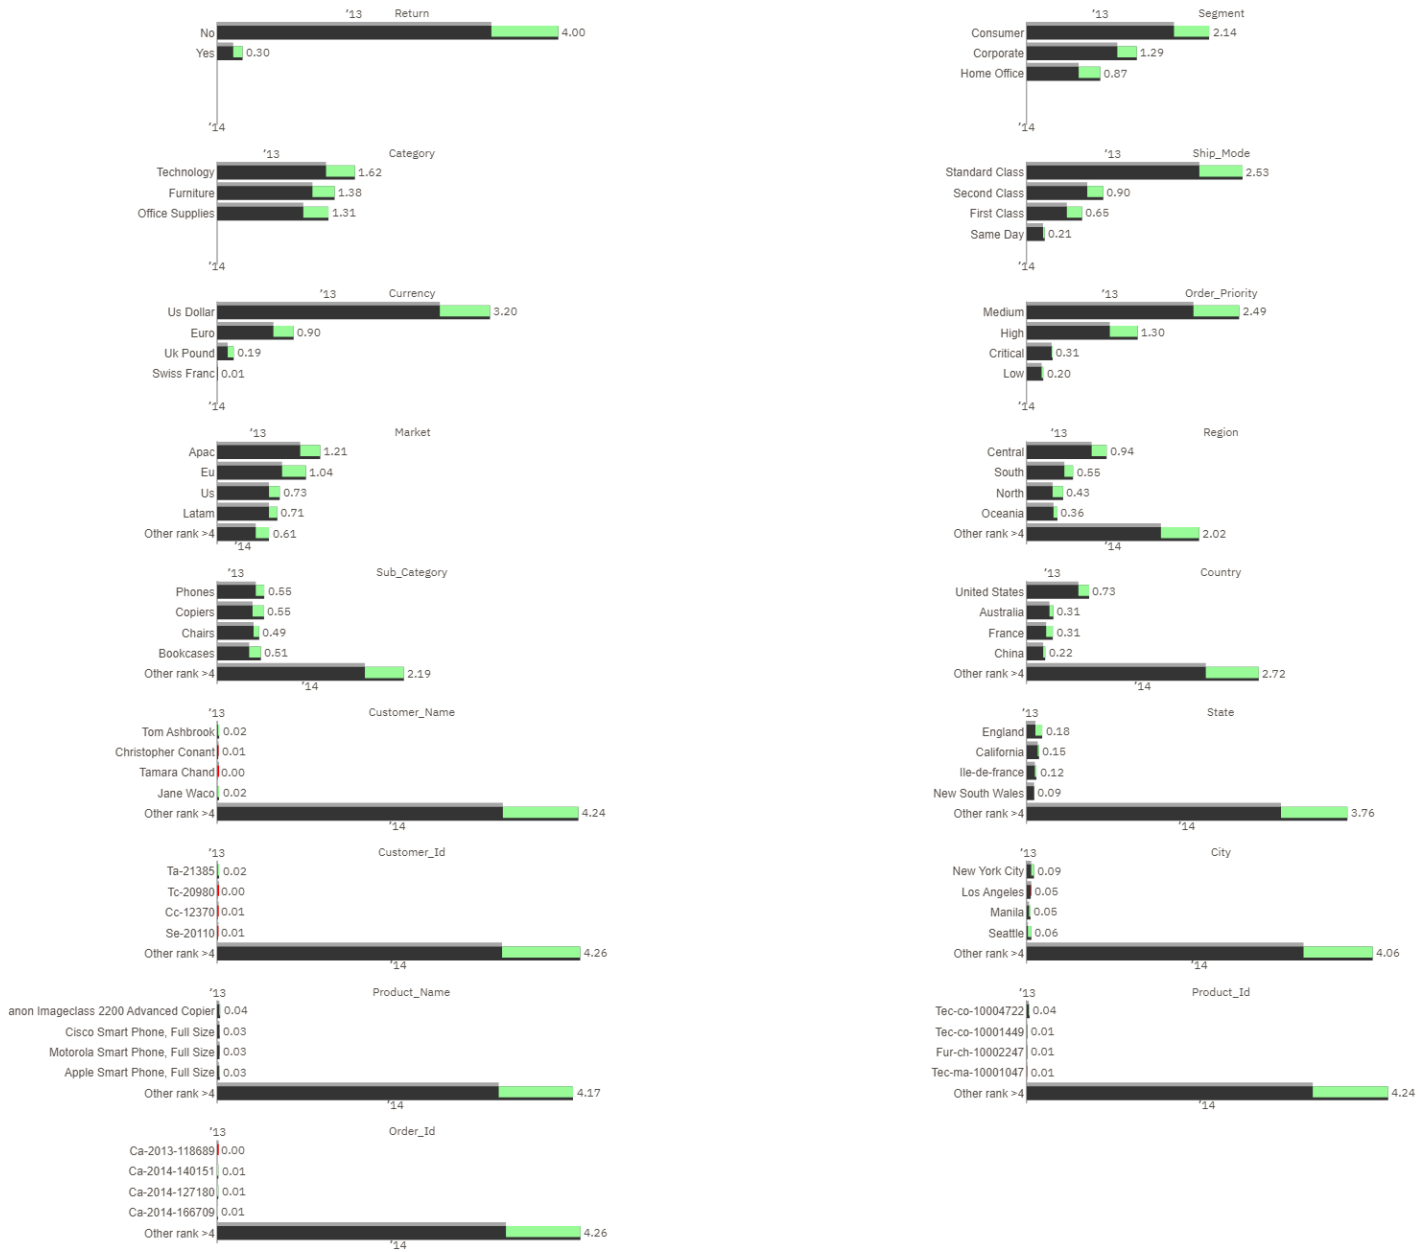 '13 Return
No 4.00
Yes 0.30
'14
'13 Segment
Consumer 2.14
Corporate 1.29
Home Office 0.87
'14
'13 Category
Technology 1.62
Furniture 1.38
Office Supplies 1.31
'14
'13 Ship_Mode
Standard Class 2.53
Second Class 0.90
First Class 0.65
Same Day 0.21
'14
'13 Currency
Us Dollar 3.20
Euro 0.90
Uk Pound 0.19
Swiss Franc 0.01
'14
'13 Order_Priority
Medium 2.49
High 1.30
Critical 0.31
Low 0.20
'14
'13 Market
Apac 1.21
Eu 1.04
Us 0.73
Latam 0.71
Other rank >4 0.61
'14
'13 Region
Central 0.94
South 0.55
North 0.43
Oceania 0.36
Other rank >4 2.02
'14
'13 Sub_Category
Phones 0.55
Copiers 0.55
Chairs 0.49
Bookcases 0.51
Other rank >4 2.19
'14
'13 Country
United States 0.73
Australia 0.31
France 0.31
China 0.22
Other rank >4 2.72
'14
'13 Customer_Name
Tom Ashbrook 0.02
Christopher Conant 0.01
Tamara Chand 0.00
Jane Waco 0.02
Other rank >4 4.24
'14
'13 State
England 0.18
California 0.15
Ile-de-france 0.12
New South Wales 0.09
Other rank >4 3.76
'14
'13 Customer_Id
Ta-21385 0.02
Tc-20980 0.00
Cc-12370 0.01
Se-20110 0.01
Other rank >4 4.26
'14
'13 City
New York City 0.09
Los Angeles 0.05
Manila 0.05
Seattle 0.06
Other rank >4 4.06
'14
'13 Product_Name
anon Imageclass 2200 Advanced Copier 0.04
Cisco Smart Phone, Full Size 0.03
Motorola Smart Phone, Full Size 0.03
Apple Smart Phone, Full Size 0.03
Other rank >4 4.17
'14
'13 Product_Id
Tec-co-10004722 0.04
Tec-co-10001449 0.01
Fur-ch-10002247 0.01
Tec-ma-10001047 0.01
Other rank >4 4.24
'14
'13 Order_Id
Ca-2013-118689 0.00
Ca-2014-140151 0.01
Ca-2014-127180 0.01
Ca-2014-166709 0.01
Other rank >4 4.26
'14